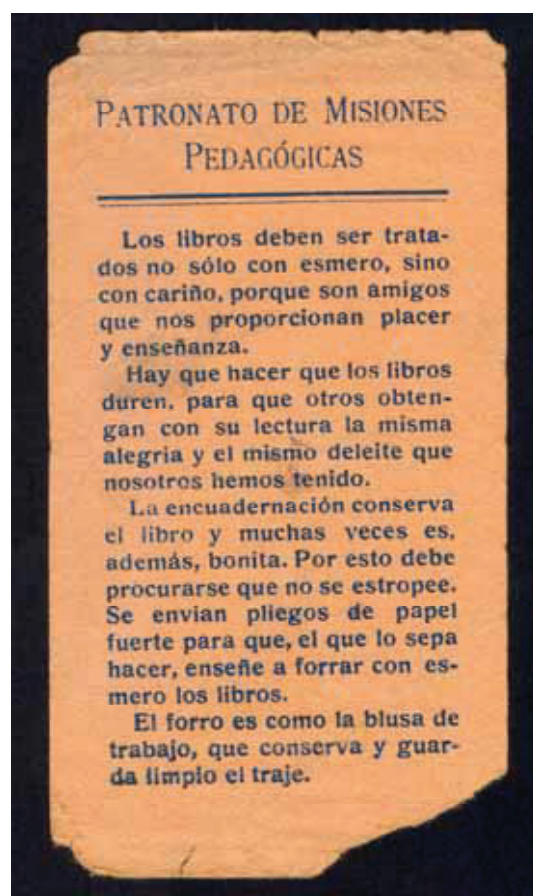 PATRONATO DE MISIONES
PEDAGÓGICAS
Los libros deben ser trata-
dos no sólo con esmero, sino
con cariño, porque son amigos
que nos proporcionan placer
y enseñanza.
Hay que hacer que los libros
duren, para que otros obten-
gan con su lectura la misma
alegria y el mismo deleite que
nosotros hemos tenido.
La encuadernación conserva
el libro y muchas veces es,
además, bonita. Por esto debe
procurarse que no se estropee.
Se envian pliegos de papel
fuerte para que, el que lo sepa
hacer, enseñe a forrar con es-
mero los libros.
El forro es como la blusa de
trabajo, que conserva y guar-
da limpio el traje.